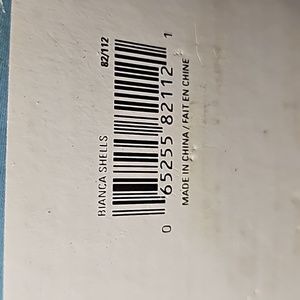 BIANCA SHELLS 82/112
0 65255 82112 1
MADE IN CHINA / FAIT EN CHINE